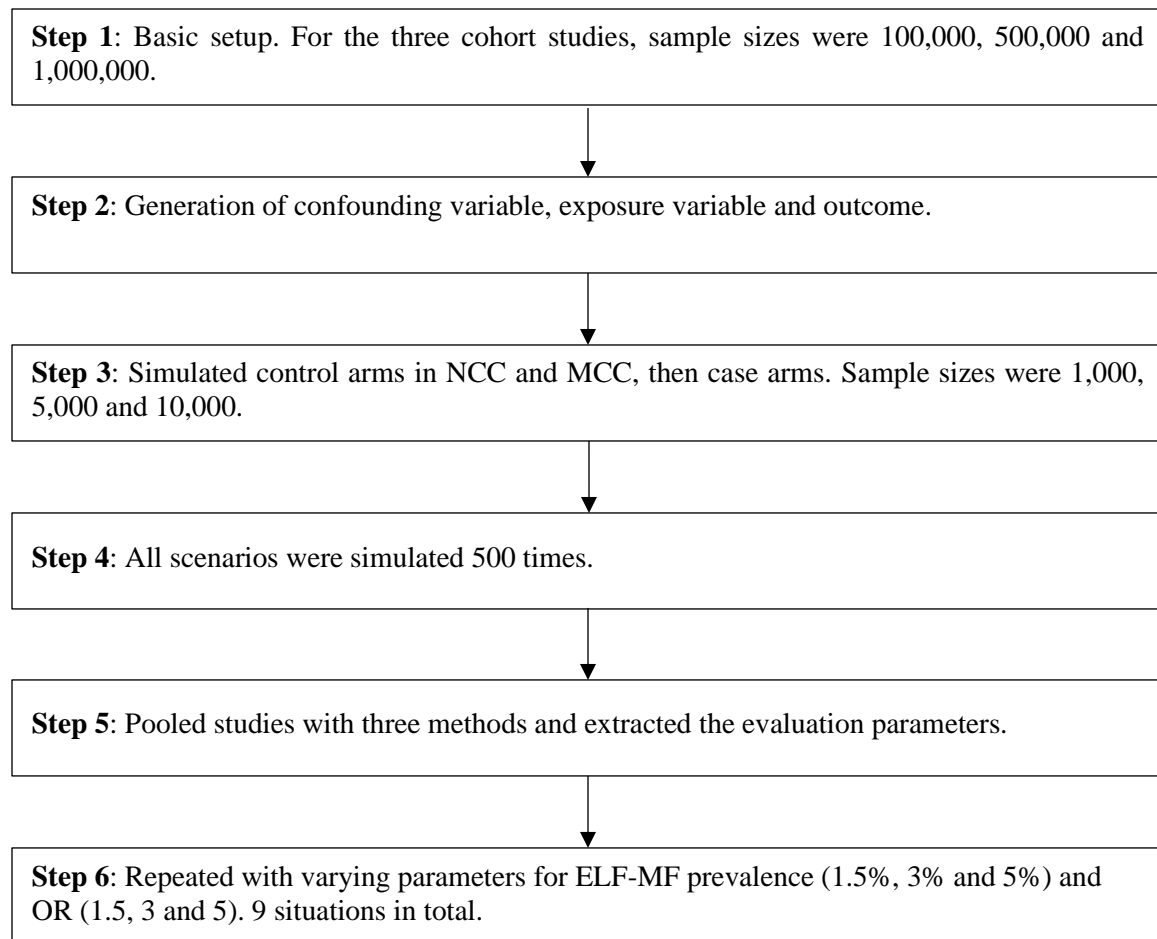 Step 1: Basic setup. For the three cohort studies, sample sizes were 100,000, 500,000 and
1,000,000.
Step 2: Generation of confounding variable, exposure variable and outcome.
Step 3: Simulated control arms in NCC and MCC, then case arms. Sample sizes were 1,000,
5,000 and 10,000.
Step 4: All scenarios were simulated 500 times.
Step 5: Pooled studies with three methods and extracted the evaluation parameters.
Step 6: Repeated with varying parameters for ELF-MF prevalence (1.5%, 3% and 5%) and
OR (1.5, 3 and 5). 9 situations in total.